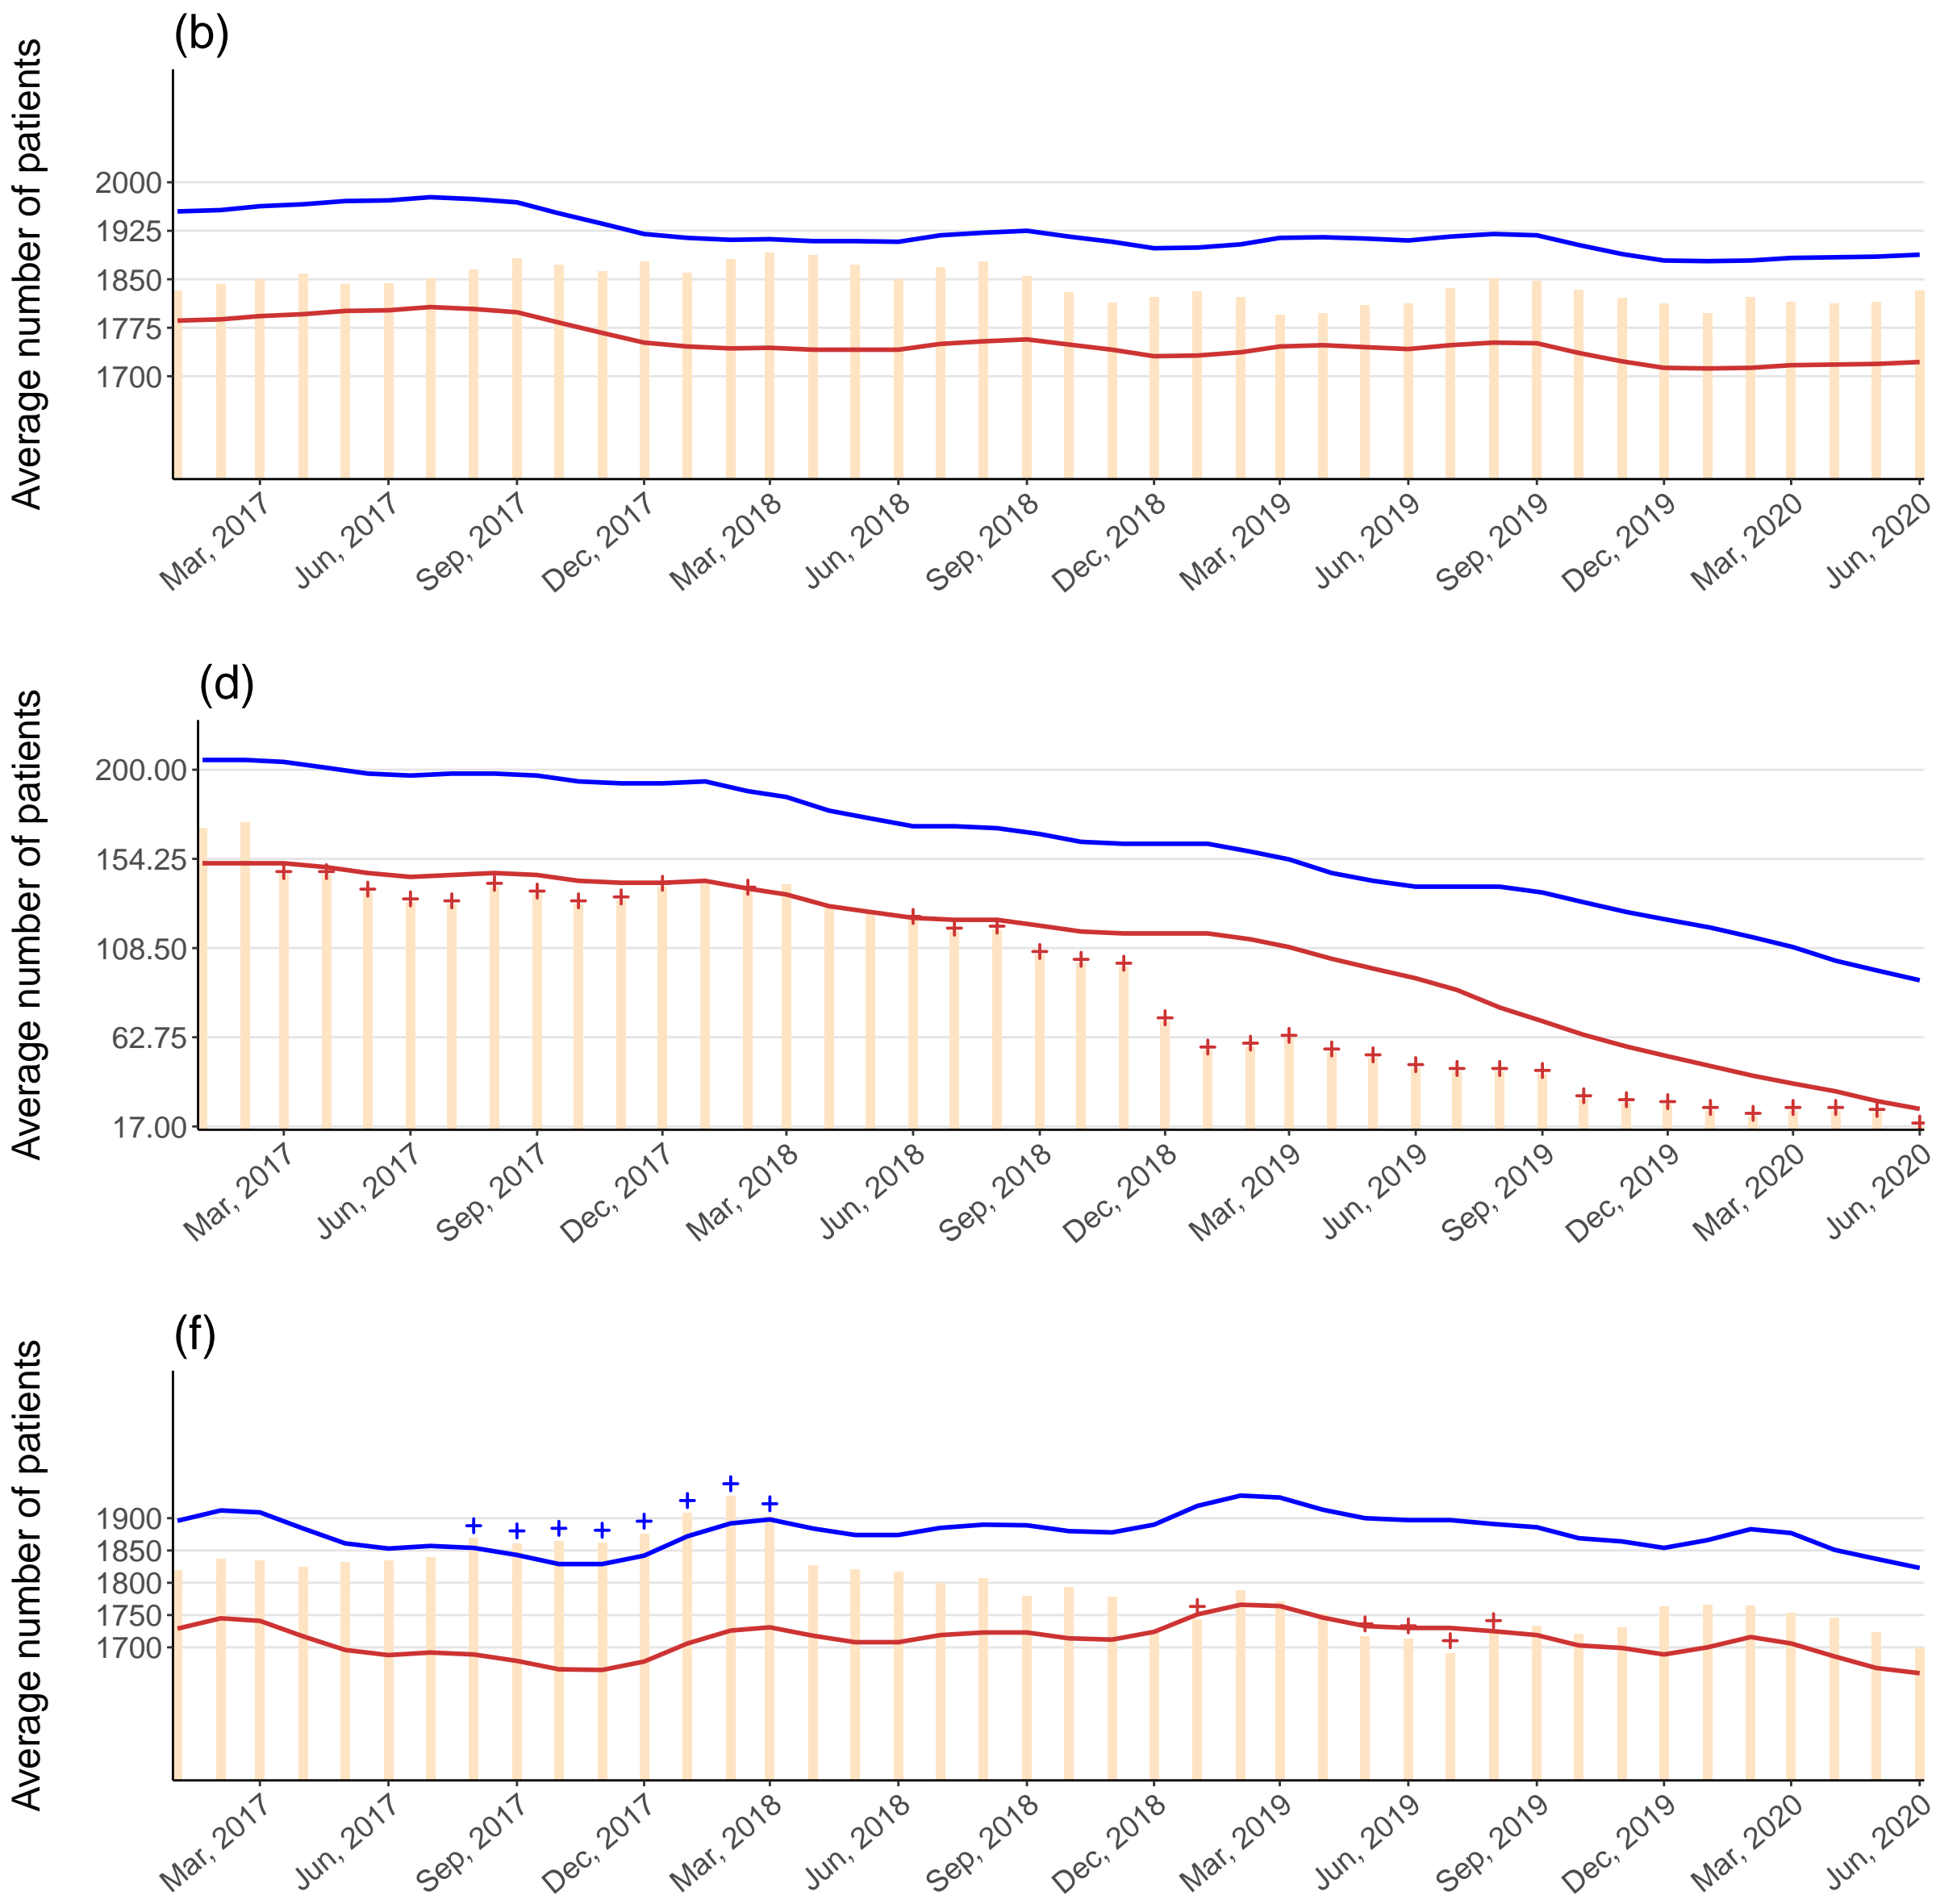 (b)
Average number of patients
2000
1925
1850
1775
1700
Mar, 2017
Jun, 2017
Sep, 2017
Dec, 2017
Mar, 2018
Jun, 2018
Sep, 2018
Dec, 2018
Mar, 2019
Jun, 2019
Sep, 2019
Dec, 2019
Mar, 2020
Jun, 2020
(d)
Average number of patients
200.00
154.25
108.50
62.75
17.00
Mar, 2017
Jun, 2017
Sep, 2017
Dec, 2017
Mar, 2018
Jun, 2018
Sep, 2018
Dec, 2018
Mar, 2019
Jun, 2019
Sep, 2019
Dec, 2019
Mar, 2020
Jun, 2020
(f)
Average number of patients
1900
1850
1800
1750
1700
Mar, 2017
Jun, 2017
Sep, 2017
Dec, 2017
Mar, 2018
Jun, 2018
Sep, 2018
Dec, 2018
Mar, 2019
Jun, 2019
Sep, 2019
Dec, 2019
Mar, 2020
Jun, 2020